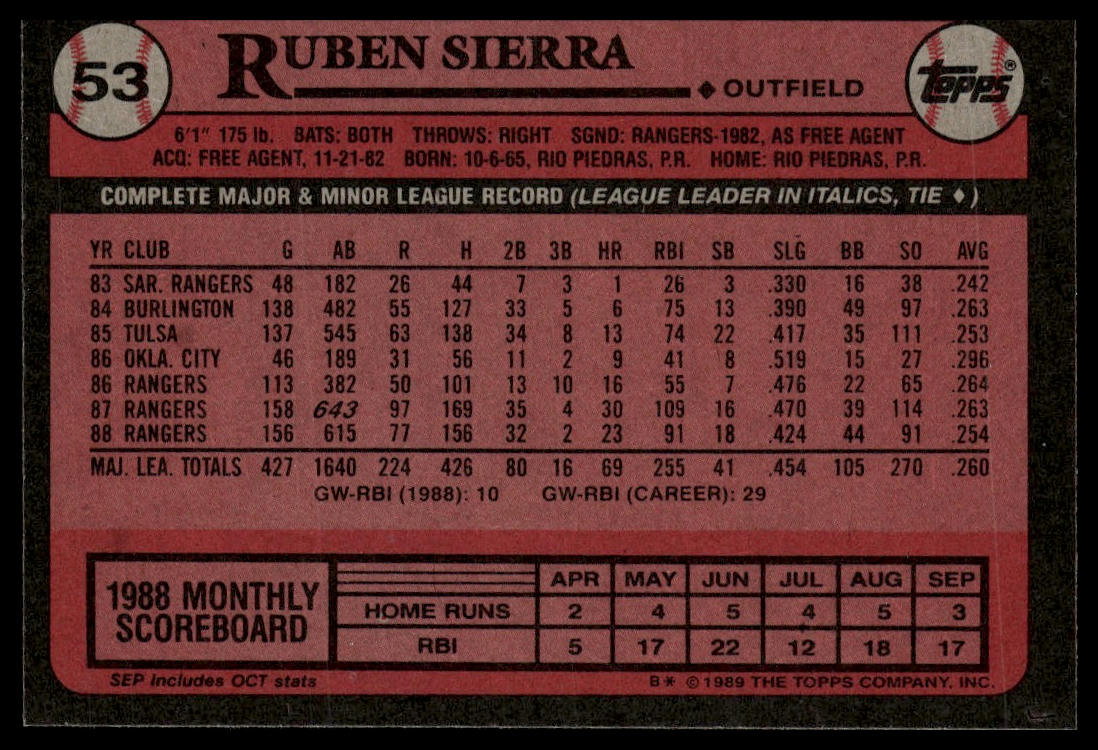 53
RUBEN SIERRA
♦ OUTFIELD
TOPPS®
6'1" 175 lb. BATS: BOTH THROWS: RIGHT SGND: RANGERS-1982, AS FREE AGENT
ACQ: FREE AGENT, 11-21-82 BORN: 10-6-65, RIO PIEDRAS, P.R. HOME: RIO PIEDRAS, P.R.
COMPLETE MAJOR & MINOR LEAGUE RECORD (LEAGUE LEADER IN ITALICS, TIE ♦)
YR CLUB G AB R H 2B 3B HR RBI SB SLG BB SO AVG
83 SAR. RANGERS 48 182 26 44 7 3 1 26 3 .330 16 38 .242
84 BURLINGTON 138 482 55 127 33 5 6 75 13 .390 49 97 .263
85 TULSA 137 545 63 138 34 8 13 74 22 .417 35 111 .253
86 OKLA. CITY 46 189 31 56 11 2 9 41 8 .519 15 27 .296
86 RANGERS 113 382 50 101 13 10 16 55 7 .476 22 65 .264
87 RANGERS 158 643 97 169 35 4 30 109 16 .470 39 114 .263
88 RANGERS 156 615 77 156 32 2 23 91 18 .424 44 91 .254
MAJ. LEA. TOTALS 427 1640 224 426 80 16 69 255 41 .454 105 270 .260
GW-RBI (1988): 10 GW-RBI (CAREER): 29
1988 MONTHLY
SCOREBOARD
APR MAY JUN JUL AUG SEP
HOME RUNS 2 4 5 4 5 3
RBI 5 17 22 12 18 17
SEP Includes OCT stats
B* © 1989 THE TOPPS COMPANY, INC.